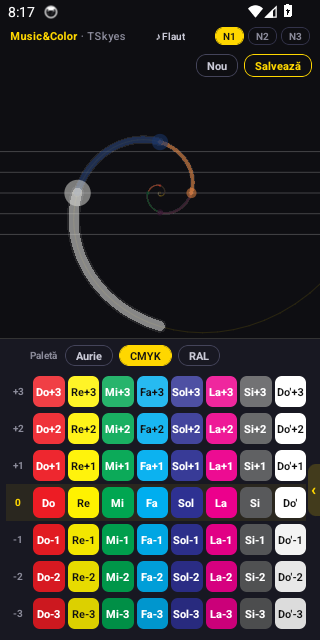 8:17
Music&Color · TSkyes ♪Flaut N1 N2 N3
Nou Salvează
Paletă Aurie CMYK RAL
+3 Do+3 Re+3 Mi+3 Fa+3 Sol+3 La+3 Si+3 Do'+3
+2 Do+2 Re+2 Mi+2 Fa+2 Sol+2 La+2 Si+2 Do'+2
+1 Do+1 Re+1 Mi+1 Fa+1 Sol+1 La+1 Si+1 Do'+1
0 Do Re Mi Fa Sol La Si Do'
-1 Do-1 Re-1 Mi-1 Fa-1 Sol-1 La-1 Si-1 Do'-1
-2 Do-2 Re-2 Mi-2 Fa-2 Sol-2 La-2 Si-2 Do'-2
-3 Do-3 Re-3 Mi-3 Fa-3 Sol-3 La-3 Si-3 Do'-3